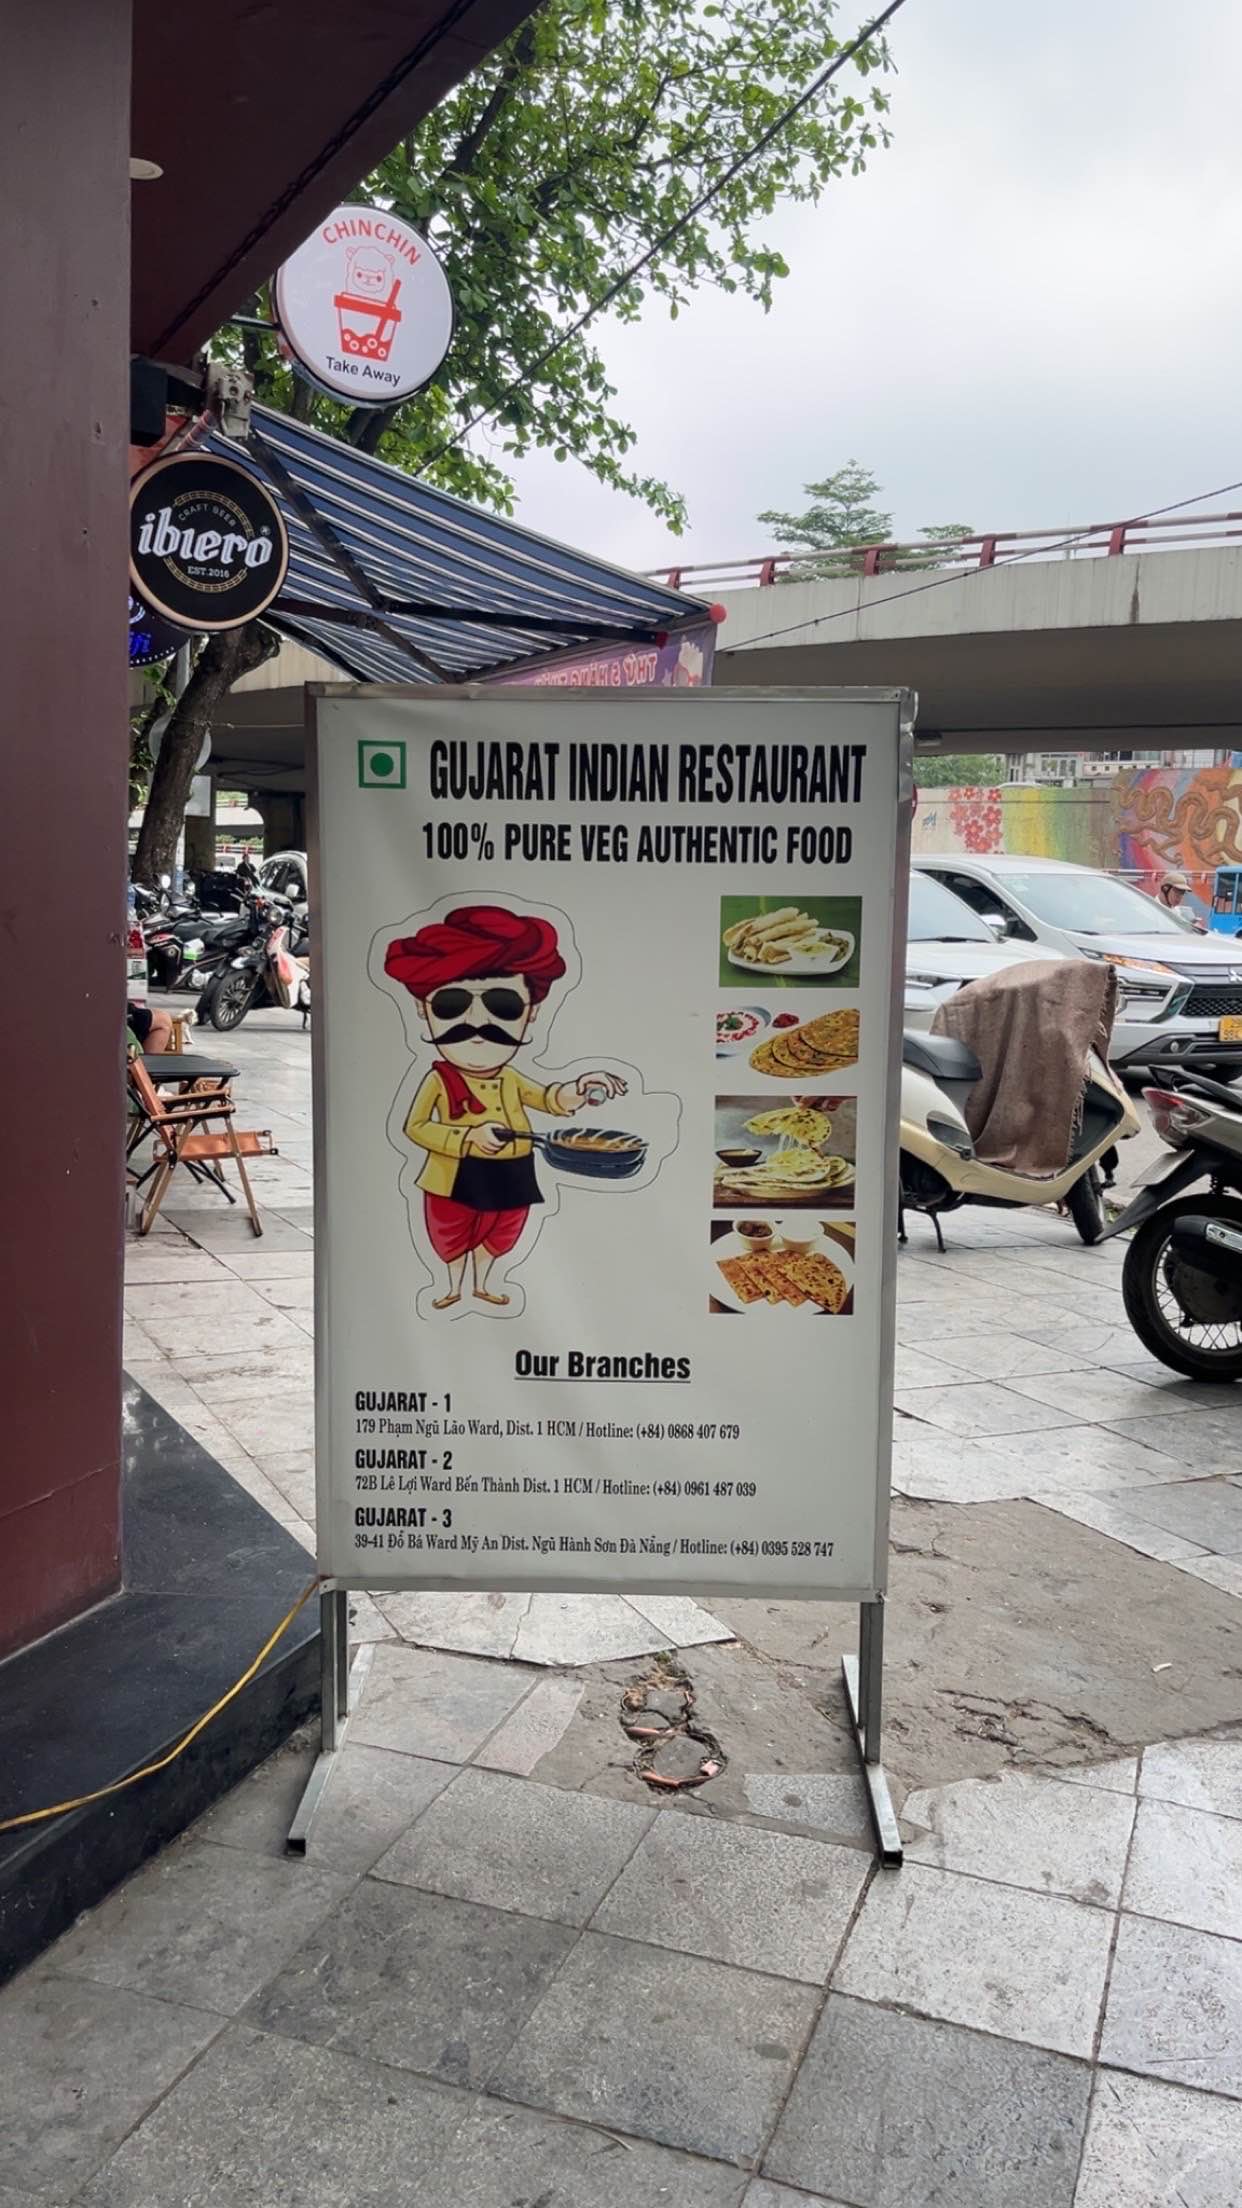 CHINCHIN
Take Away
CRAFT BEER
ibiero
EST.2016
GUJARAT INDIAN RESTAURANT
100% PURE VEG AUTHENTIC FOOD
Our Branches
GUJARAT - 1
179 Phạm Ngũ Lão Ward, Dist. 1 HCM / Hotline: (+84) 0868 407 679
GUJARAT - 2
72B Lê Lợi Ward Bến Thành Dist. 1 HCM / Hotline: (+84) 0961 487 039
GUJARAT - 3
39-41 Đỗ Bá Ward Mỹ An Dist. Ngũ Hành Sơn Đà Nẵng / Hotline: (+84) 0395 528 747